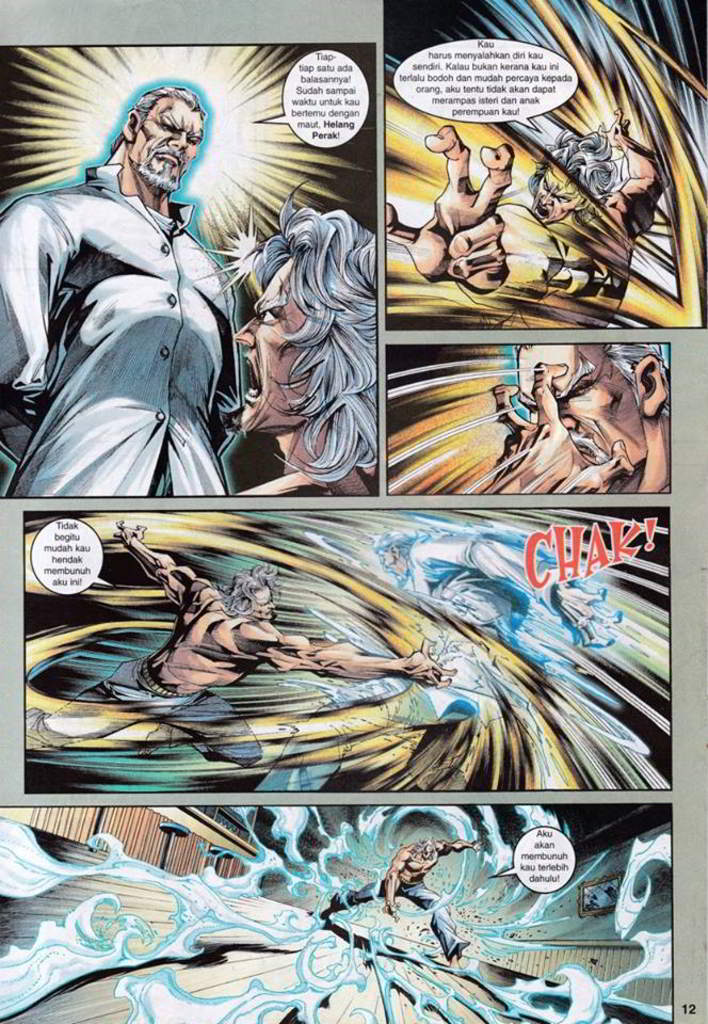 Tiap-
tiap satu ada
balasannya!
Sudah sampai
waktu untuk kau
bertemu dengan
maut, Helang
Perak!
Kau
harus menyalahkan diri kau
sendiri. Kalau bukan kerana kau ini
terlalu bodoh dan mudah percaya kepada
orang, aku tentu tidak akan dapat
merampas isteri dan anak
perempuan kau!
Tidak
begitu
mudah kau
hendak
membunuh
aku ini!
CHAK!
Aku
akan
membunuh
kau terlebih
dahulu!
12